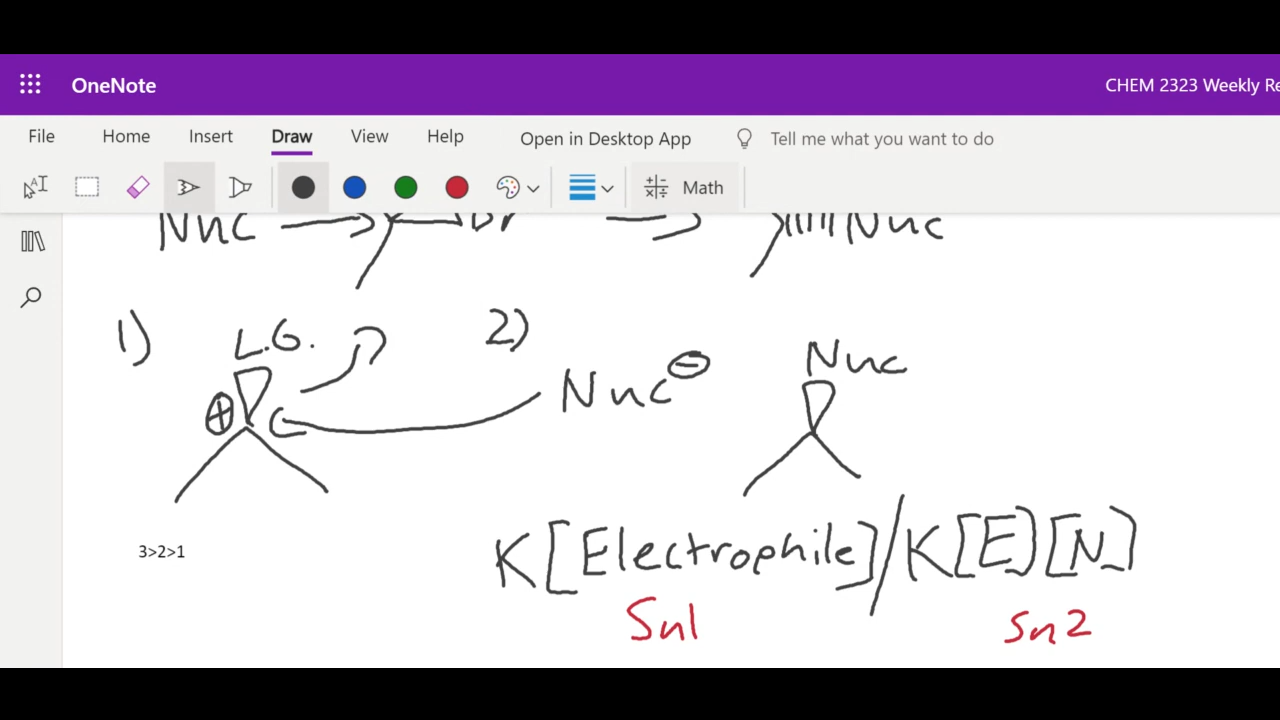 OneNote
CHEM 2323 Weekly Re
File Home Insert Draw View Help Open in Desktop App Tell me what you want to do
Math
Nuc Br Nuc
1) L.G. 2) Nuc⊖ Nuc
⊕
3>2>1
K[Electrophile]/K[E][N]
Sn1 Sn2